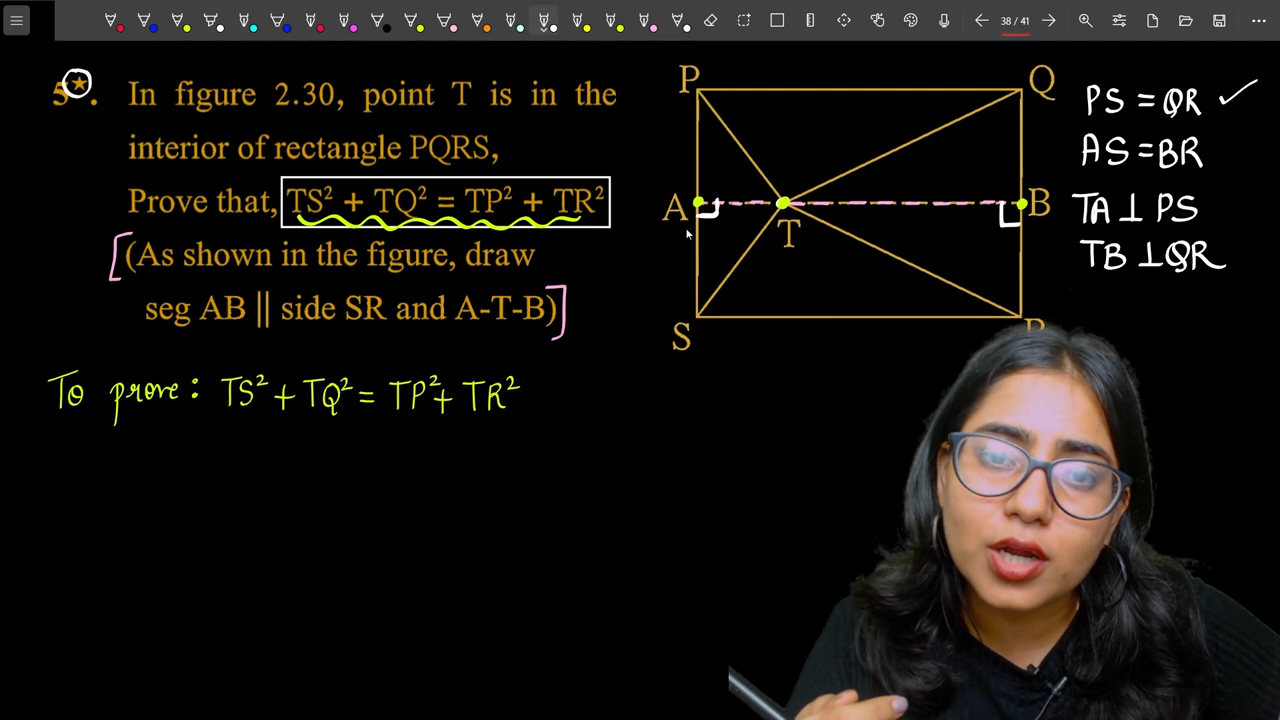 38 / 41
5*. In figure 2.30, point T is in the
interior of rectangle PQRS,
Prove that, TS² + TQ² = TP² + TR²
(As shown in the figure, draw
seg AB || side SR and A-T-B)
To prove: TS² + TQ² = TP² + TR²
P
Q
A
T
B
S
R
PS = QR ✓
AS = BR
TA ⊥ PS
TB ⊥ QR